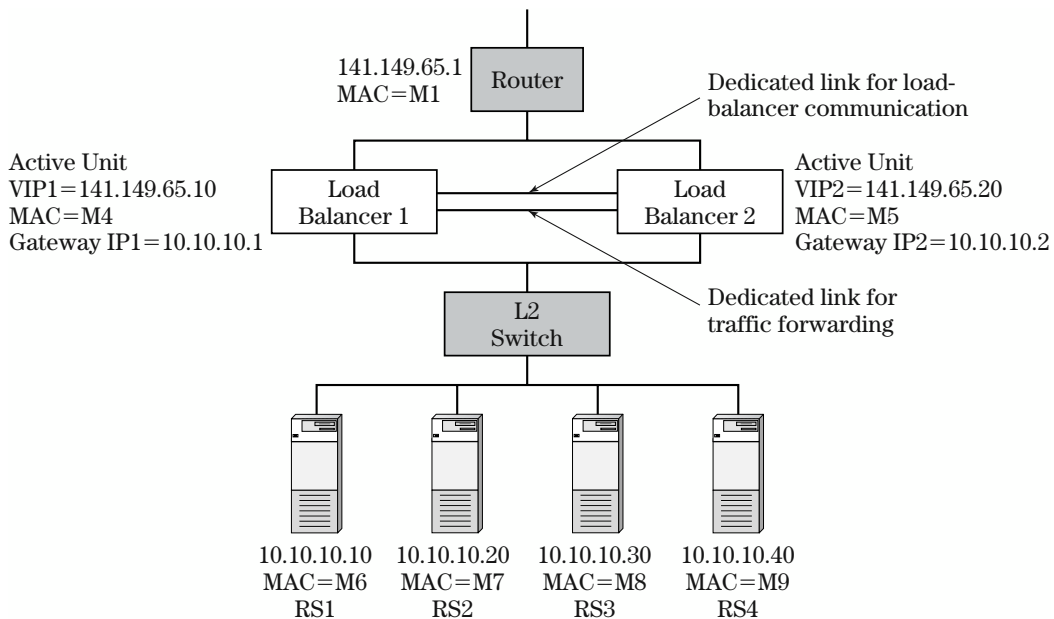 141.149.65.1
MAC=M1
Router
Dedicated link for load-
balancer communication
Active Unit
VIP1=141.149.65.10
MAC=M4
Gateway IP1=10.10.10.1
Load
Balancer 1
Load
Balancer 2
Active Unit
VIP2=141.149.65.20
MAC=M5
Gateway IP2=10.10.10.2
Dedicated link for
traffic forwarding
L2
Switch
10.10.10.10
MAC=M6
RS1
10.10.10.20
MAC=M7
RS2
10.10.10.30
MAC=M8
RS3
10.10.10.40
MAC=M9
RS4